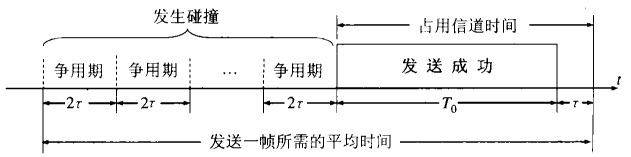 发生碰撞
占用信道时间
争用期 争用期 … 争用期 发送成功
t
2τ 2τ 2τ T₀ τ
发送一帧所需的平均时间